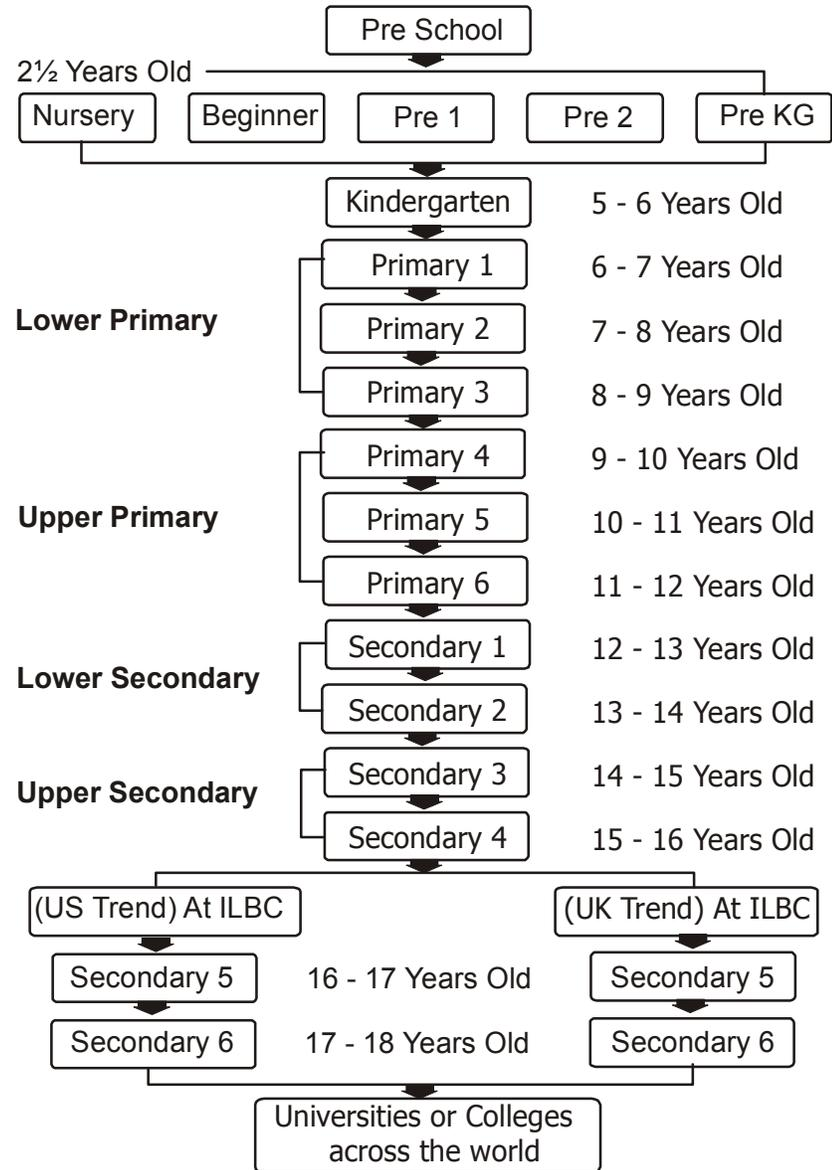 Pre School
2½ Years Old
Nursery Beginner Pre 1 Pre 2 Pre KG
Kindergarten 5 - 6 Years Old
Primary 1 6 - 7 Years Old
Lower Primary
Primary 2 7 - 8 Years Old
Primary 3 8 - 9 Years Old
Primary 4 9 - 10 Years Old
Upper Primary
Primary 5 10 - 11 Years Old
Primary 6 11 - 12 Years Old
Secondary 1 12 - 13 Years Old
Lower Secondary
Secondary 2 13 - 14 Years Old
Secondary 3 14 - 15 Years Old
Upper Secondary
Secondary 4 15 - 16 Years Old
(US Trend) At ILBC (UK Trend) At ILBC
Secondary 5 16 - 17 Years Old Secondary 5
Secondary 6 17 - 18 Years Old Secondary 6
Universities or Colleges
across the world